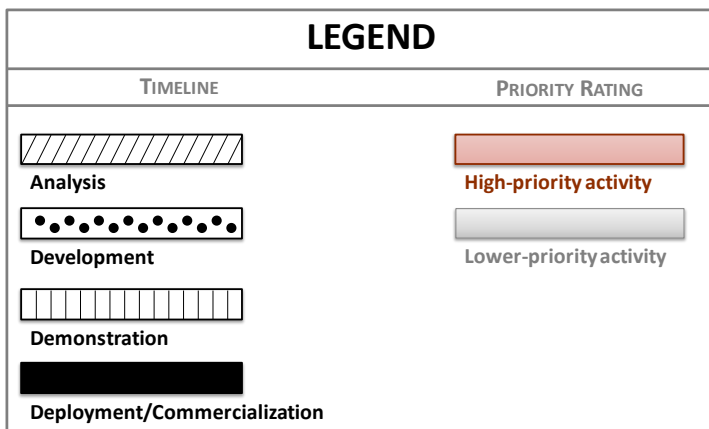 LEGEND
TIMELINE
PRIORITY RATING
Analysis
High-priority activity
Development
Lower-priority activity
Demonstration
Deployment/Commercialization